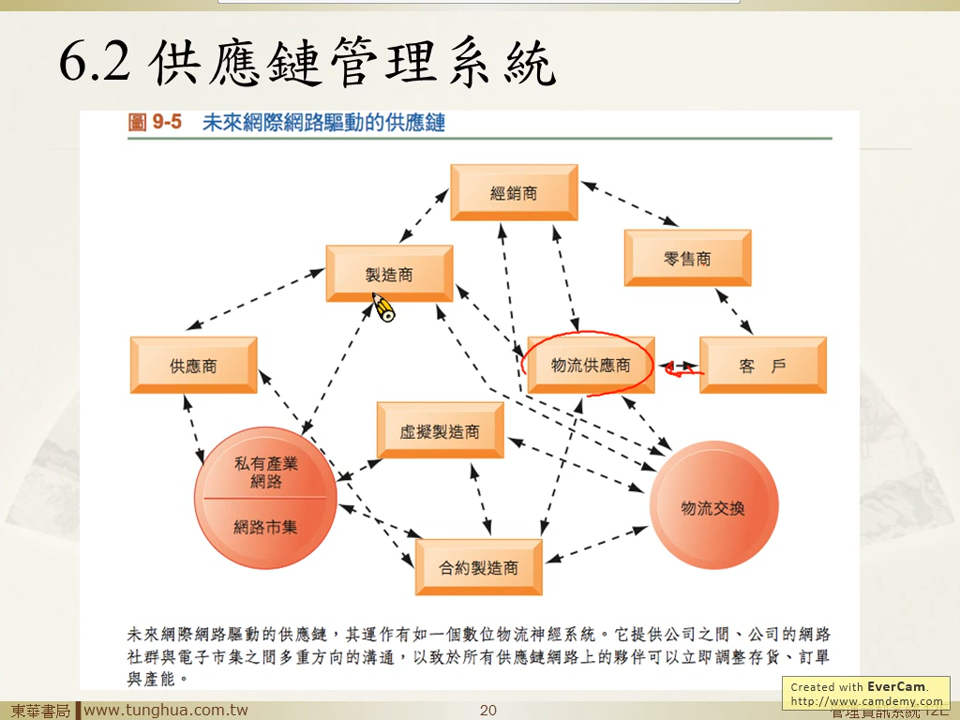 6.2 供應鏈管理系統
圖 9-5 未來網際網路驅動的供應鏈
經銷商
零售商
製造商
供應商
物流供應商
客 戶
虛擬製造商
私有產業
網路
網路市集
物流交換
合約製造商
未來網際網路驅動的供應鏈，其運作有如一個數位物流神經系統。它提供公司之間、公司的網路
社群與電子市集之間多重方向的溝通，以致於所有供應鏈網路上的夥伴可以立即調整存貨、訂單
與產能。
Created with EverCam.
http://www.camdemy.com
東華書局 www.tunghua.com.tw 20 管理資訊系統 12E